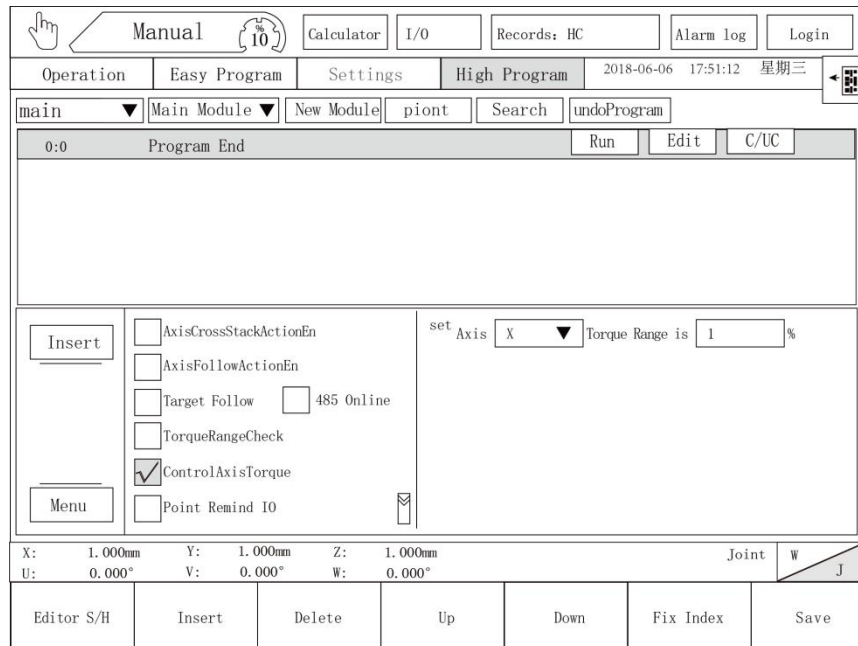 Manual % 10 Calculator I/O Records: HC Alarm log Login
Operation Easy Program Settings High Program 2018-06-06 17:51:12 星期三
main Main Module New Module piont Search undoProgram
0:0 Program End Run Edit C/UC
Insert
Menu
AxisCrossStackActionEn
AxisFollowActionEn
Target Follow 485 Online
TorqueRangeCheck
ControlAxisTorque
Point Remind IO
set Axis X Torque Range is 1 %
X: 1.000mm Y: 1.000mm Z: 1.000mm Joint W
U: 0.000° V: 0.000° W: 0.000° J
Editor S/H Insert Delete Up Down Fix Index Save